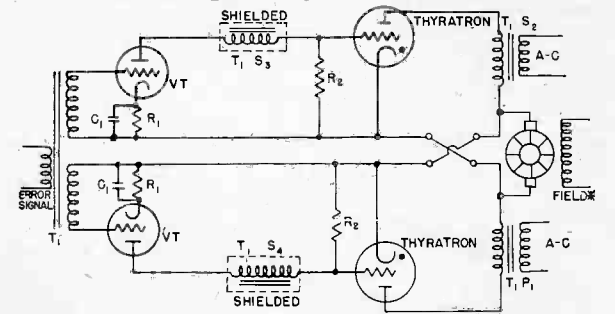 SHIELDED
T1 S3
THYRATRON
T1 S2
A-C
VT
R2
C1
R1
ERROR
SIGNAL
T1
FIELD*
C1
R1
VT
R2
T1 S4
SHIELDED
THYRATRON
A-C
T1 P1